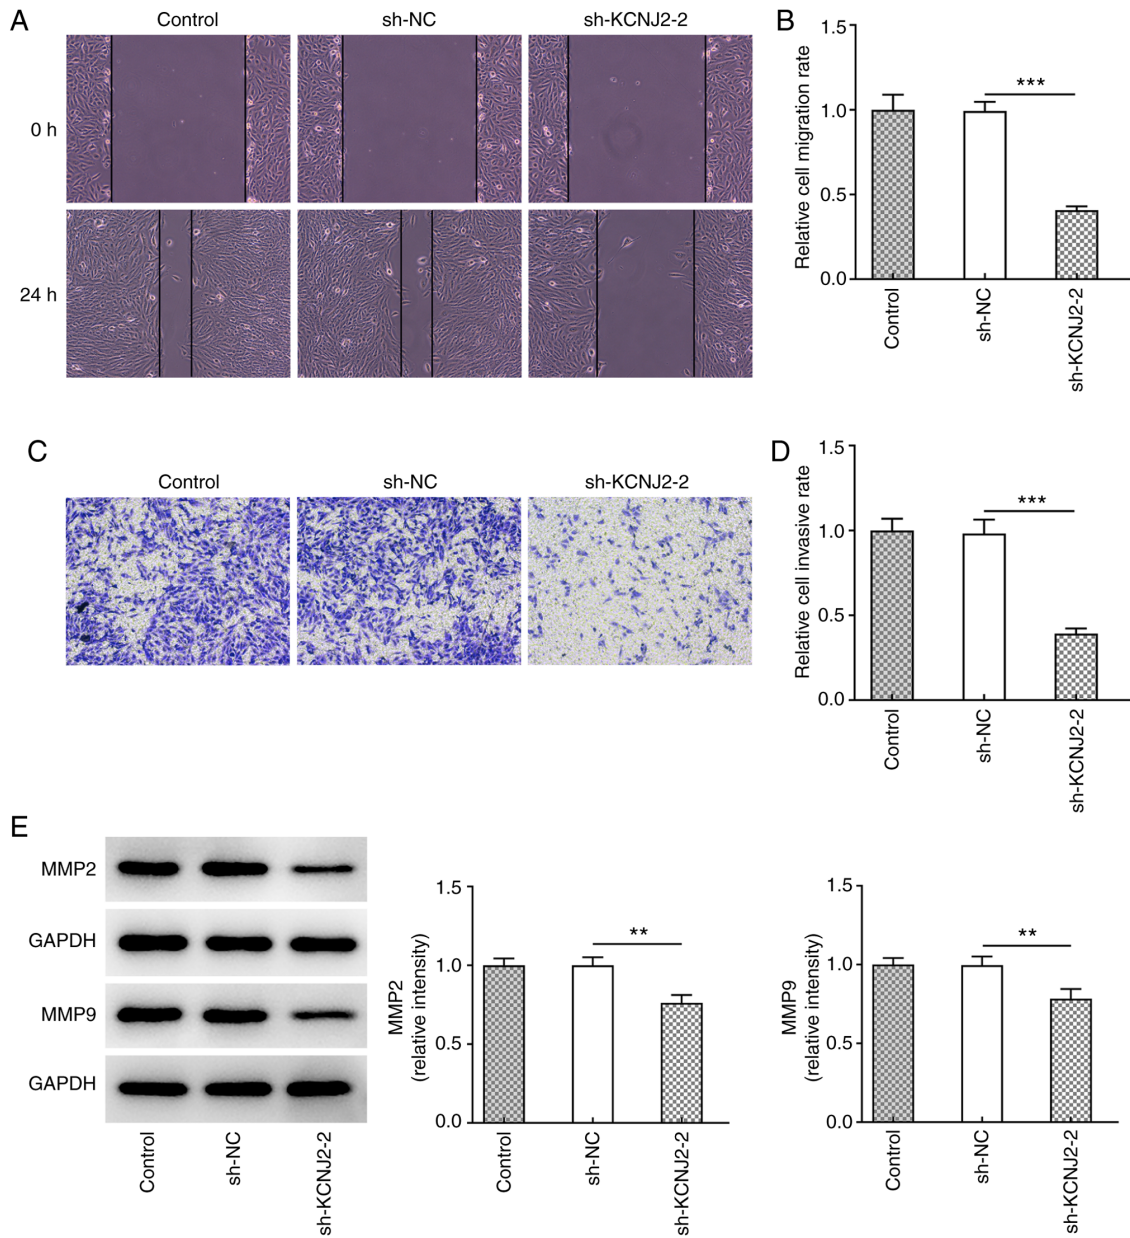 A
Control
sh-NC
sh-KCNJ2-2
0 h
24 h
B
Relative cell migration rate
1.5
1.0
0.5
0.0
***
Control
sh-NC
sh-KCNJ2-2
C
Control
sh-NC
sh-KCNJ2-2
D
Relative cell invasive rate
1.5
1.0
0.5
0.0
***
Control
sh-NC
sh-KCNJ2-2
E
MMP2
GAPDH
MMP9
GAPDH
Control
sh-NC
sh-KCNJ2-2
MMP2
(relative intensity)
1.5
1.0
0.5
0.0
**
Control
sh-NC
sh-KCNJ2-2
MMP9
(relative intensity)
1.5
1.0
0.5
0.0
**
Control
sh-NC
sh-KCNJ2-2